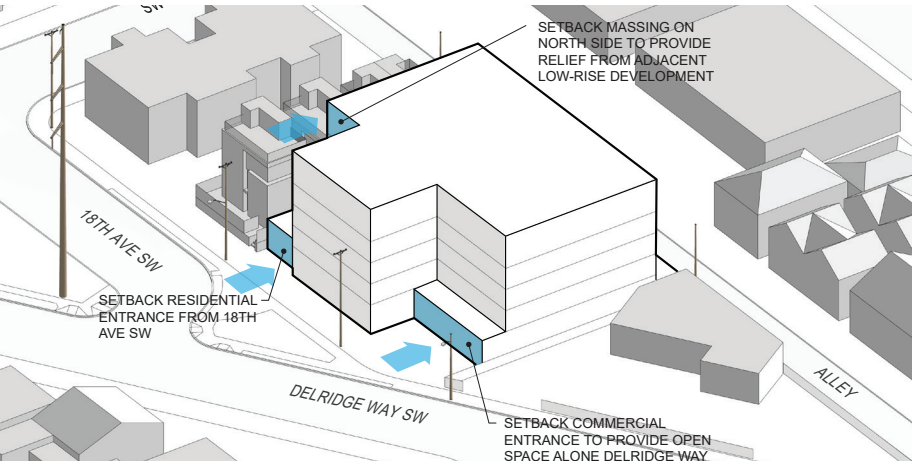 SW
SETBACK MASSING ON
NORTH SIDE TO PROVIDE
RELIEF FROM ADJACENT
LOW-RISE DEVELOPMENT
18TH AVE SW
SETBACK RESIDENTIAL
ENTRANCE FROM 18TH
AVE SW
DELRIDGE WAY SW
ALLEY
SETBACK COMMERCIAL
ENTRANCE TO PROVIDE OPEN
SPACE ALONE DELRIDGE WAY